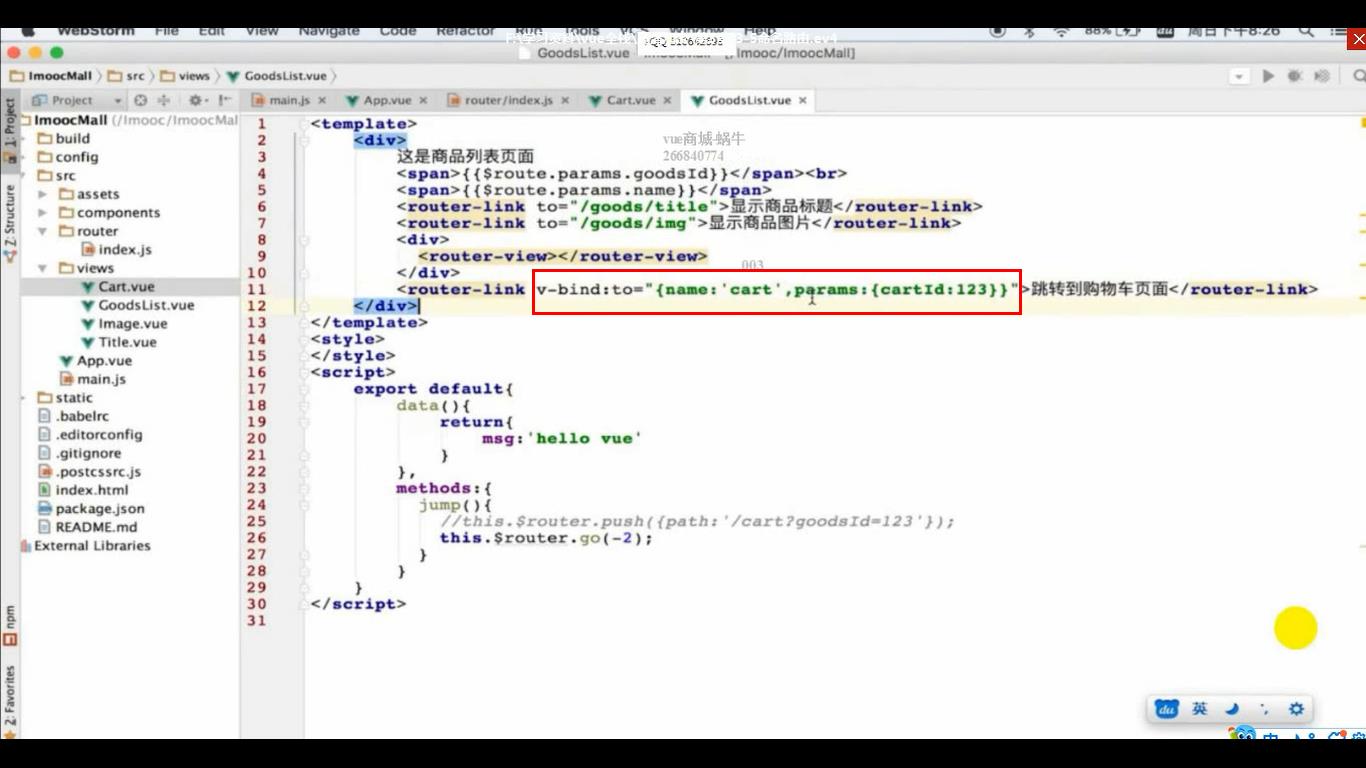 WebStorm File Edit View Navigate Code Refactor
88%
周日下午8:26
GoodsList.vue
ImoocMall src views GoodsList.vue
Project
main.js App.vue router/index.js Cart.vue GoodsList.vue
1: Project
Z: Structure
npm
2: Favorites
ImoocMall (/Imooc/ImoocMal
build
config
src
assets
components
router
index.js
views
Cart.vue
GoodsList.vue
Image.vue
Title.vue
App.vue
main.js
static
.babelrc
.editorconfig
.gitignore
.postcssrc.js
index.html
package.json
README.md
External Libraries
vue商城-蜗牛
266840774
003
1 <template>
2 <div>
3 这是商品列表页面
4 <span>{{$route.params.goodsId}}</span><br>
5 <span>{{$route.params.name}}</span>
6 <router-link to="/goods/title">显示商品标题</router-link>
7 <router-link to="/goods/img">显示商品图片</router-link>
8 <div>
9 <router-view></router-view>
10 </div>
11 <router-link v-bind:to="{name:'cart',params:{cartId:123}}">跳转到购物车页面</router-link>
12 </div>
13 </template>
14 <style>
15 </style>
16 <script>
17 export default{
18 data(){
19 return{
20 msg:'hello vue'
21 }
22 },
23 methods:{
24 jump(){
25 //this.$router.push({path:'/cart?goodsId=123'});
26 this.$router.go(-2);
27 }
28 }
29 }
30 </script>
31
du 英